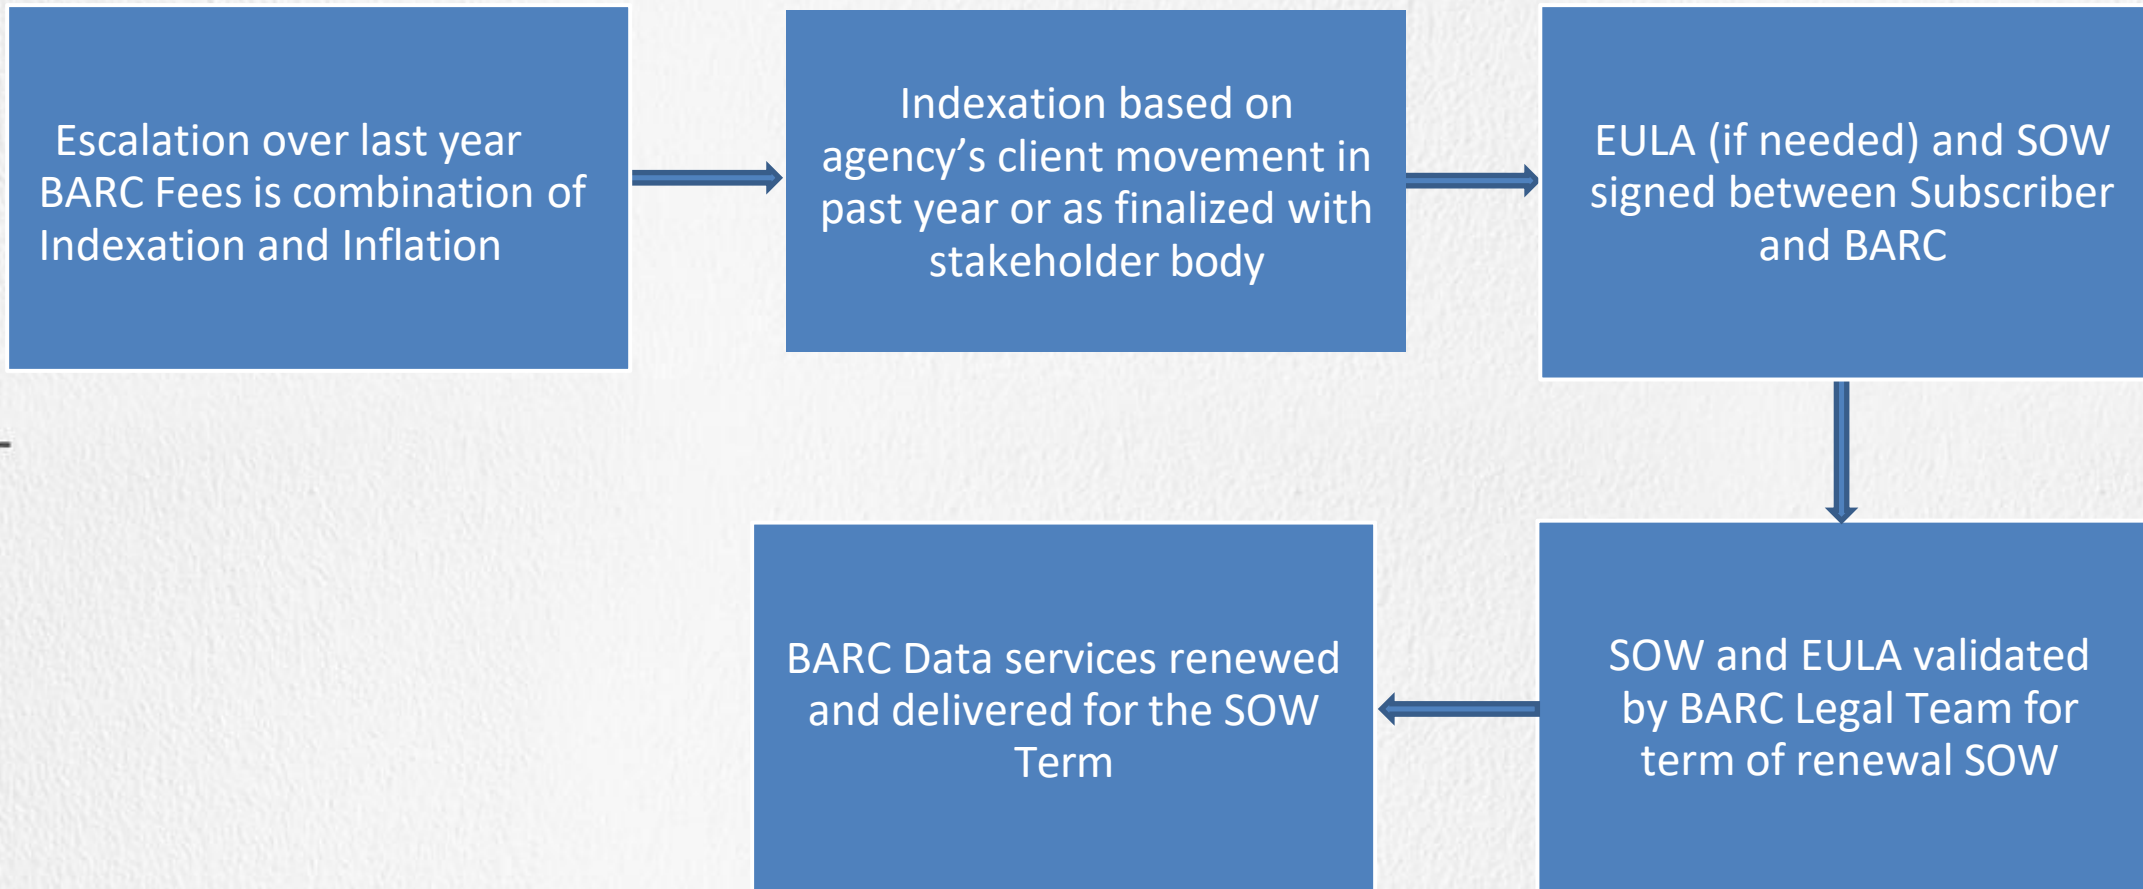 Escalation over last year
BARC Fees is combination of
Indexation and Inflation
Indexation based on
agency’s client movement in
past year or as finalized with
stakeholder body
EULA (if needed) and SOW
signed between Subscriber
and BARC
SOW and EULA validated
by BARC Legal Team for
term of renewal SOW
BARC Data services renewed
and delivered for the SOW
Term